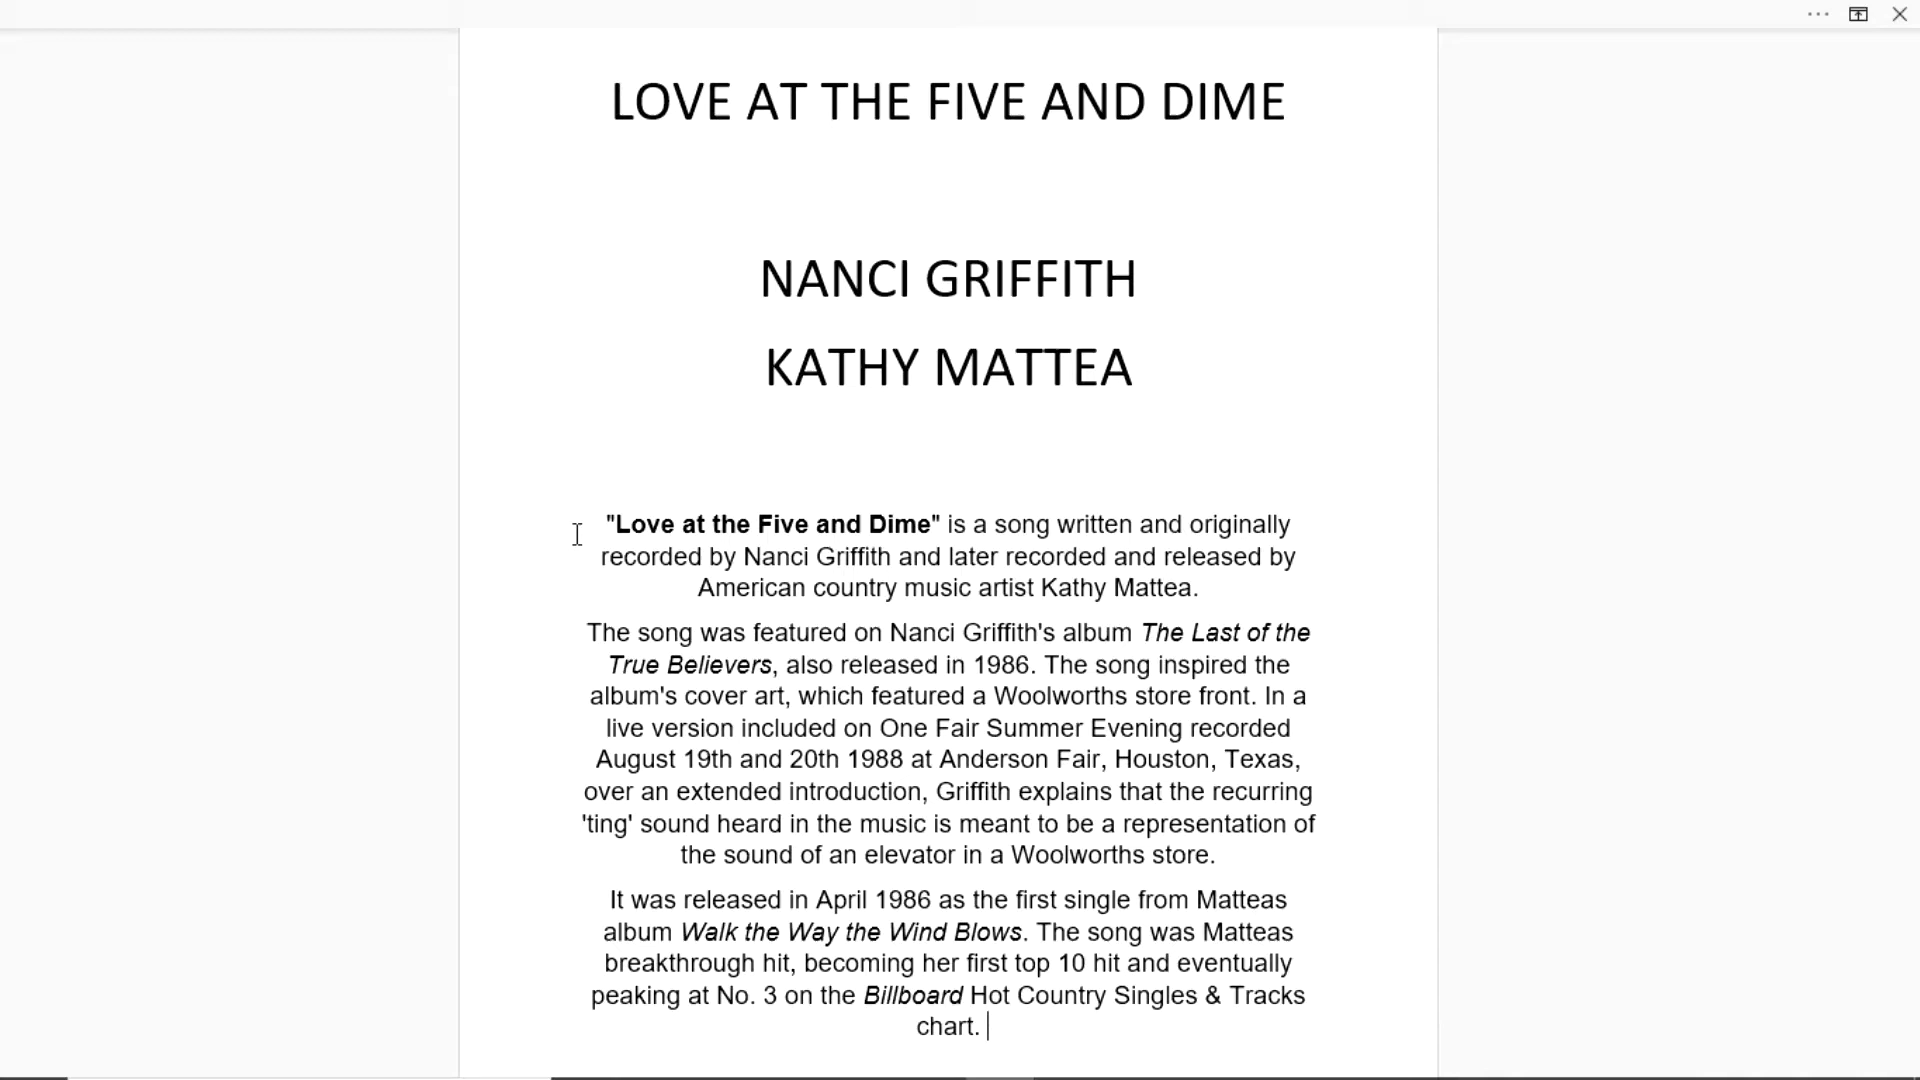 LOVE AT THE FIVE AND DIME
NANCI GRIFFITH
KATHY MATTEA
"Love at the Five and Dime" is a song written and originally
recorded by Nanci Griffith and later recorded and released by
American country music artist Kathy Mattea.
The song was featured on Nanci Griffith's album The Last of the
True Believers, also released in 1986. The song inspired the
album's cover art, which featured a Woolworths store front. In a
live version included on One Fair Summer Evening recorded
August 19th and 20th 1988 at Anderson Fair, Houston, Texas,
over an extended introduction, Griffith explains that the recurring
'ting' sound heard in the music is meant to be a representation of
the sound of an elevator in a Woolworths store.
It was released in April 1986 as the first single from Matteas
album Walk the Way the Wind Blows. The song was Matteas
breakthrough hit, becoming her first top 10 hit and eventually
peaking at No. 3 on the Billboard Hot Country Singles & Tracks
chart.